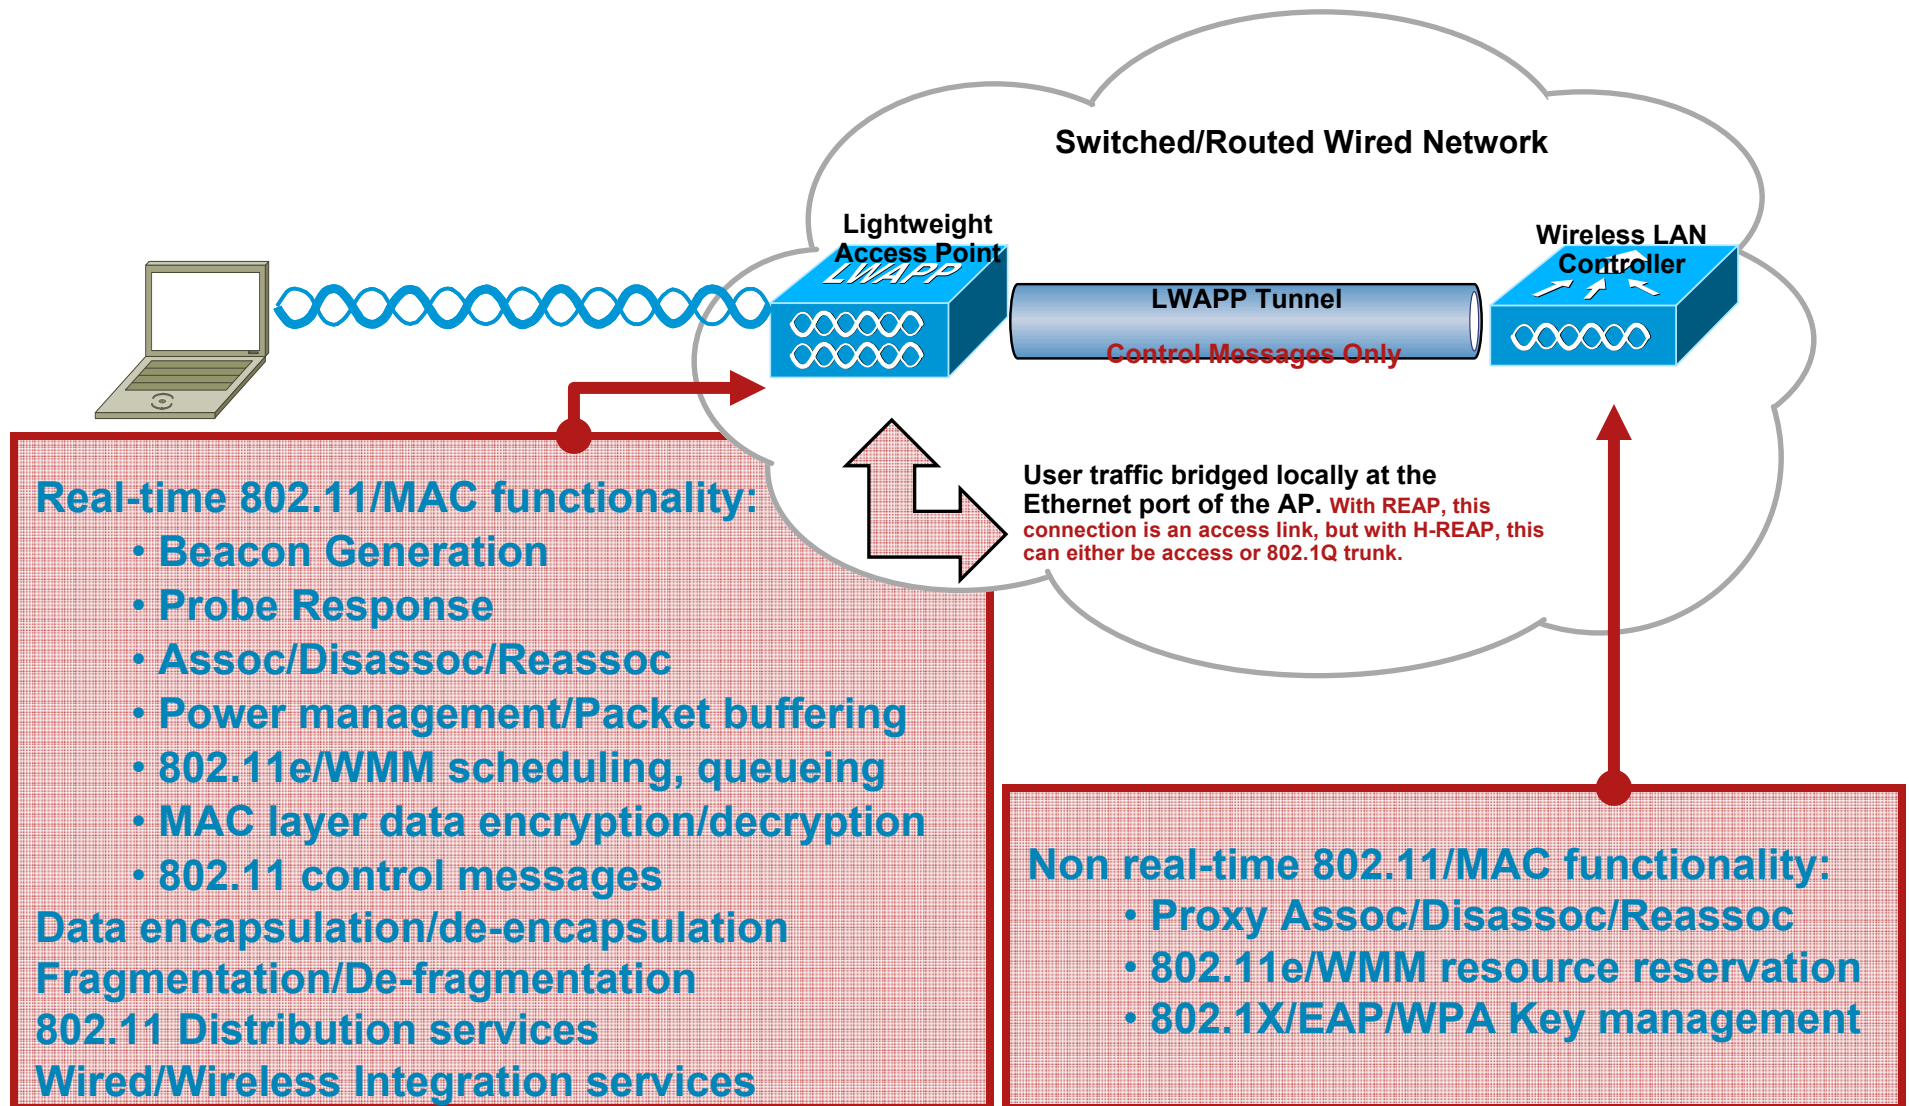 Switched/Routed Wired Network
Lightweight
Access Point
LWAPP
Wireless LAN
Controller
LWAPP Tunnel
Control Messages Only
User traffic bridged locally at the
Ethernet port of the AP. With REAP, this
connection is an access link, but with H-REAP, this
can either be access or 802.1Q trunk.
Real-time 802.11/MAC functionality:
• Beacon Generation
• Probe Response
• Assoc/Disassoc/Reassoc
• Power management/Packet buffering
• 802.11e/WMM scheduling, queueing
• MAC layer data encryption/decryption
• 802.11 control messages
Data encapsulation/de-encapsulation
Fragmentation/De-fragmentation
802.11 Distribution services
Wired/Wireless Integration services
Non real-time 802.11/MAC functionality:
• Proxy Assoc/Disassoc/Reassoc
• 802.11e/WMM resource reservation
• 802.1X/EAP/WPA Key management